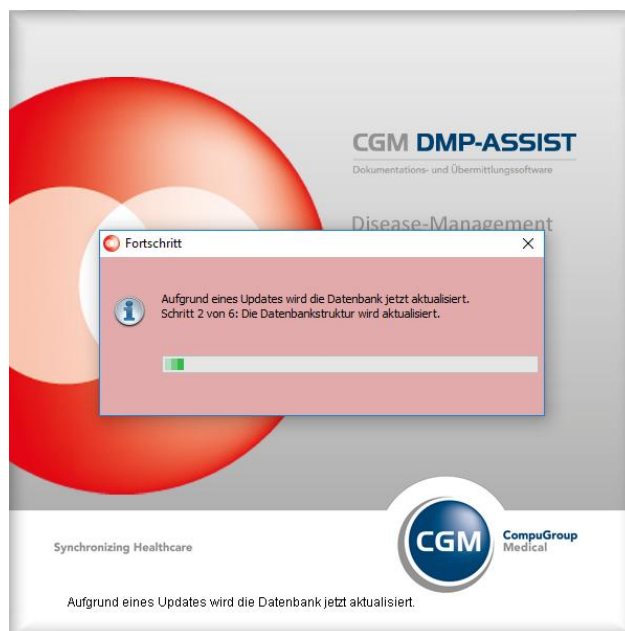 CGM DMP-ASSIST
Dokumentations- und Übermittlungssoftware
Disease-Management
Fortschritt
Aufgrund eines Updates wird die Datenbank jetzt aktualisiert.
Schritt 2 von 6: Die Datenbankstruktur wird aktualisiert.
Synchronizing Healthcare
CGM
CompuGroup
Medical
Aufgrund eines Updates wird die Datenbank jetzt aktualisiert.